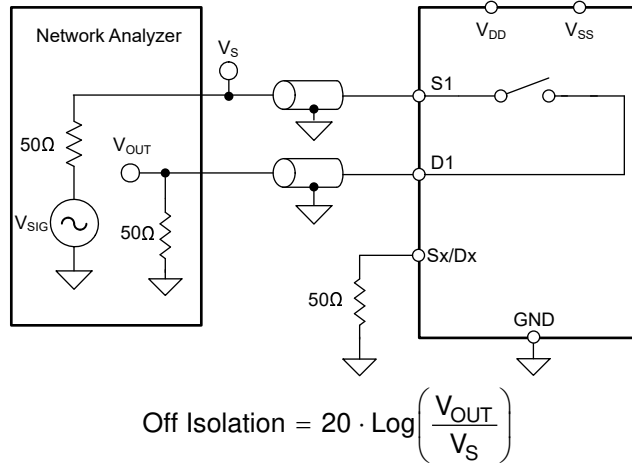 Network Analyzer
V_S
V_DD
V_SS
S1
50Ω
V_OUT
D1
V_SIG
50Ω
Sx/Dx
50Ω
GND
Off Isolation = 20 · Log(V_OUT / V_S)